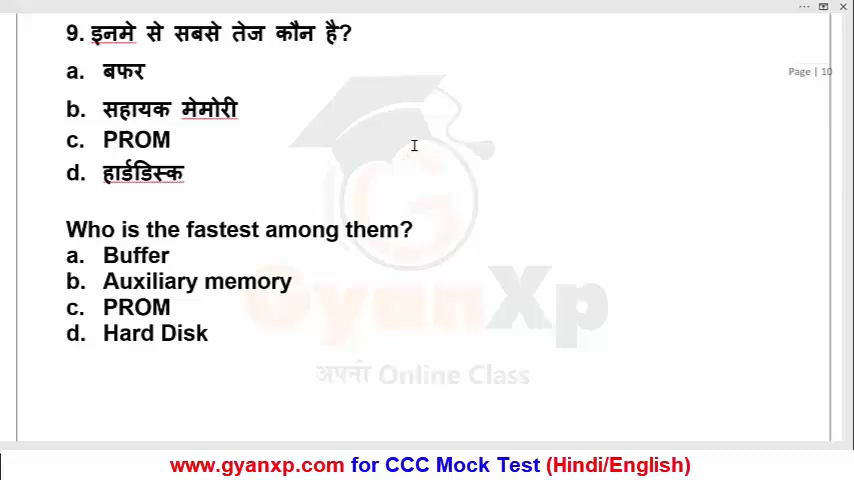 9. इनमे से सबसे तेज कौन है?
a. बफर
Page | 10
b. सहायक मेमोरी
c. PROM
d. हार्डडिस्क
Who is the fastest among them?
a. Buffer
b. Auxiliary memory
c. PROM
d. Hard Disk
GyanXp
अपनी Online Class
www.gyanxp.com for CCC Mock Test (Hindi/English)